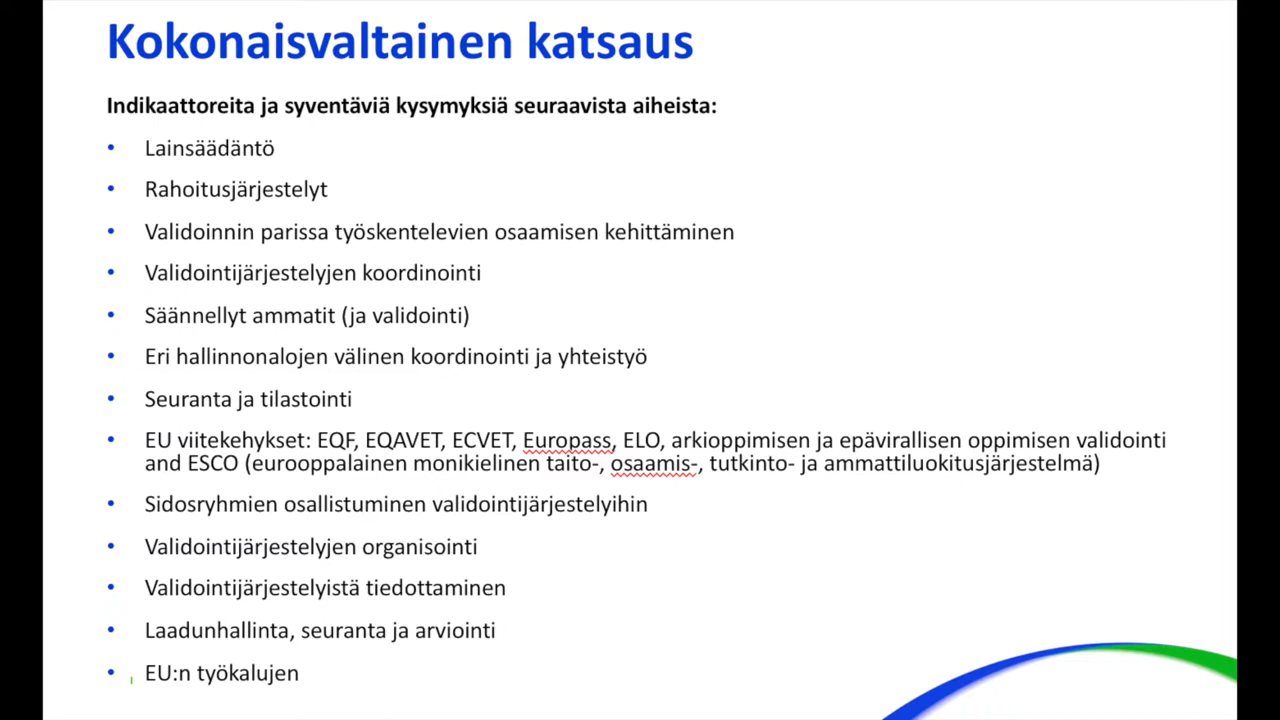 Kokonaisvaltainen katsaus
Indikaattoreita ja syventäviä kysymyksiä seuraavista aiheista:
• Lainsäädäntö
• Rahoitusjärjestelyt
• Validoinnin parissa työskentelevien osaamisen kehittäminen
• Validointijärjestelyjen koordinointi
• Säännellyt ammatit (ja validointi)
• Eri hallinnonalojen välinen koordinointi ja yhteistyö
• Seuranta ja tilastointi
• EU viitekehykset: EQF, EQAVET, ECVET, Europass, ELO, arkioppimisen ja epävirallisen oppimisen validointi
and ESCO (eurooppalainen monikielinen taito-, osaamis-, tutkinto- ja ammattiluokitusjärjestelmä)
• Sidosryhmien osallistuminen validointijärjestelyihin
• Validointijärjestelyjen organisointi
• Validointijärjestelyistä tiedottaminen
• Laadunhallinta, seuranta ja arviointi
• EU:n työkalujen